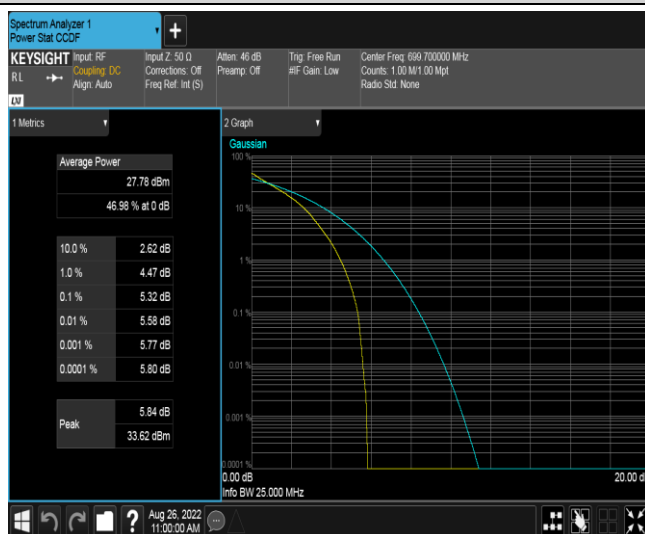 Spectrum Analyzer 1
Power Stat CCDF
+
KEYSIGHT
RL
LXI
Input: RF
Coupling: DC
Align: Auto
Input Z: 50 Ω
Corrections: Off
Freq Ref: Int (S)
Atten: 46 dB
Preamp: Off
Trig: Free Run
#IF Gain: Low
Center Freq: 699.700000 MHz
Counts: 1.00 M/1.00 Mpt
Radio Std: None
1 Metrics
Average Power
27.78 dBm
46.98 % at 0 dB
10.0 % 2.62 dB
1.0 % 4.47 dB
0.1 % 5.32 dB
0.01 % 5.58 dB
0.001 % 5.77 dB
0.0001 % 5.80 dB
Peak
5.84 dB
33.62 dBm
2 Graph
Gaussian
100 %
10 %
1 %
0.1 %
0.01 %
0.001 %
0.0001 %
0.00 dB
20.00 d
Info BW 25.000 MHz
?
Aug 26, 2022
11:00:00 AM